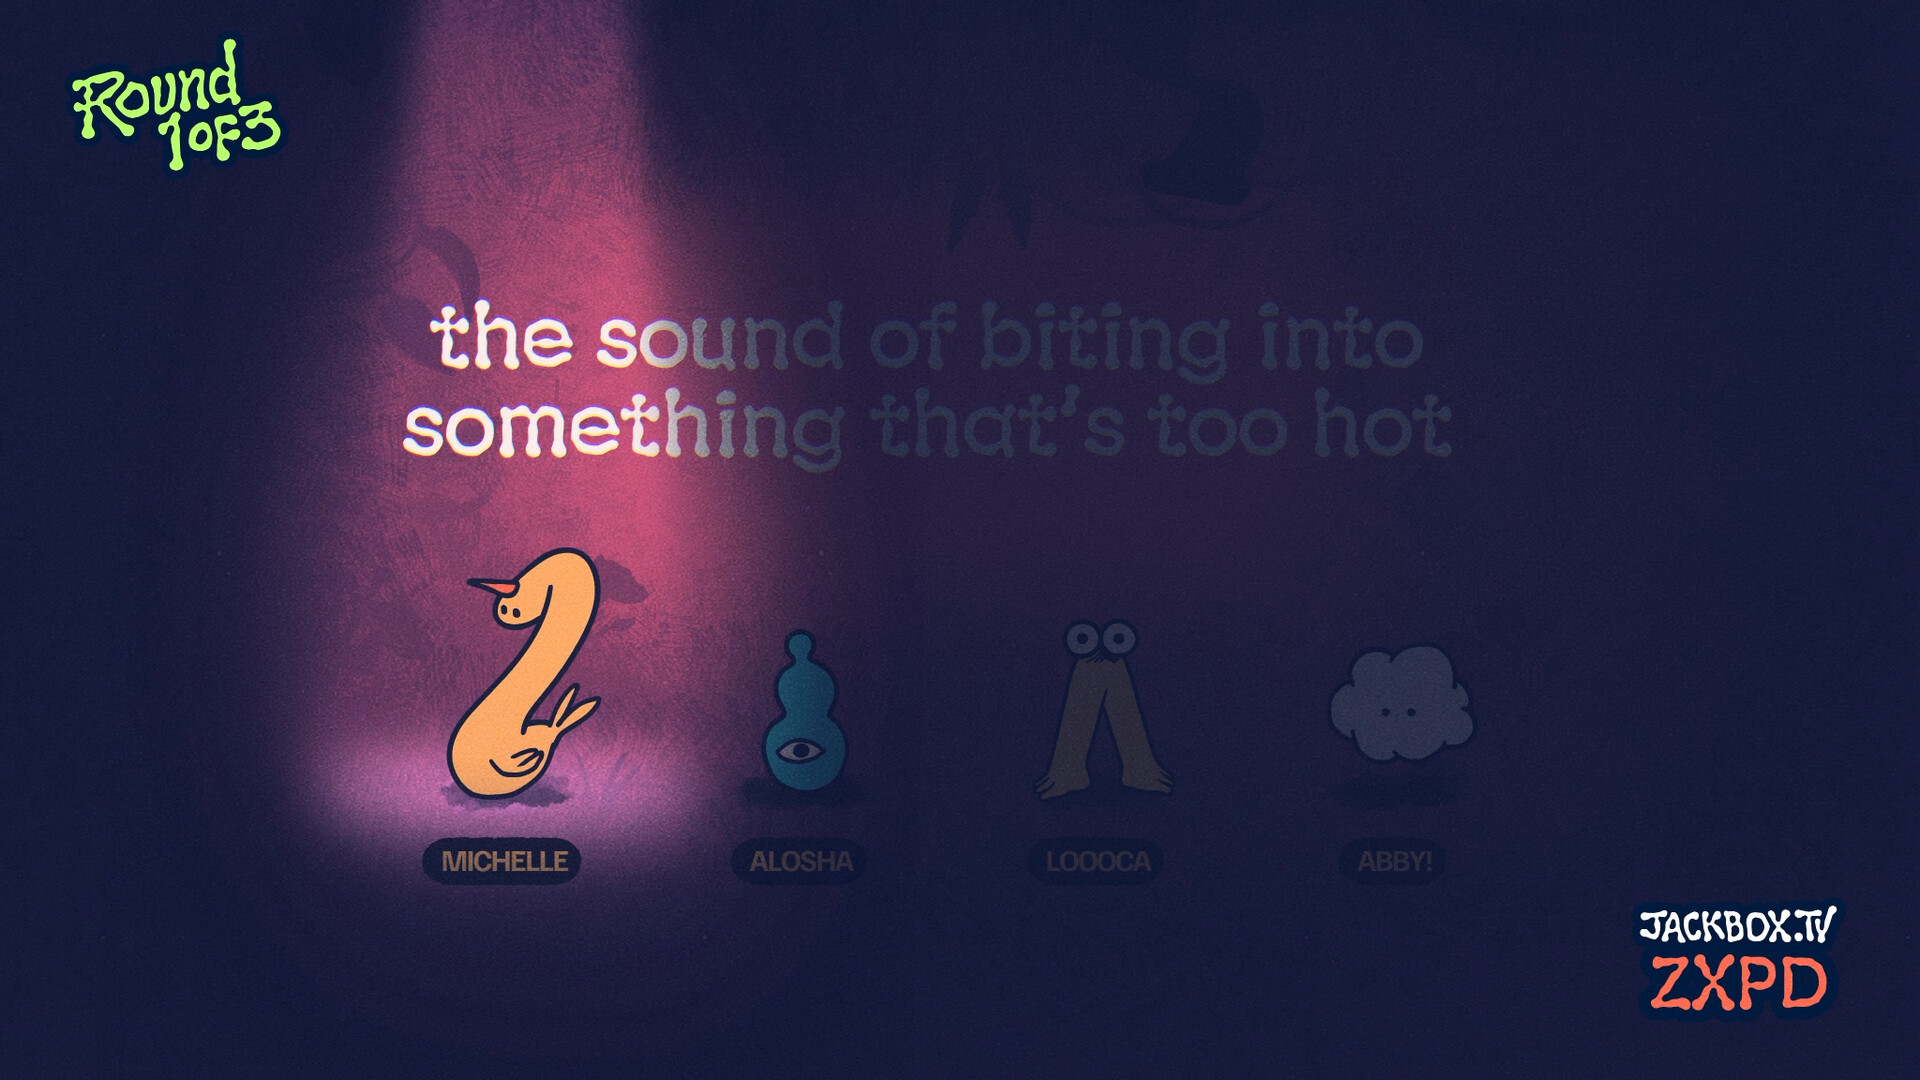 Round
1 of 3
the sound of biting into
something that's too hot
MICHELLE
ALOSHA
LOOOCA
ABBY!
JACKBOX.TV
ZXPD